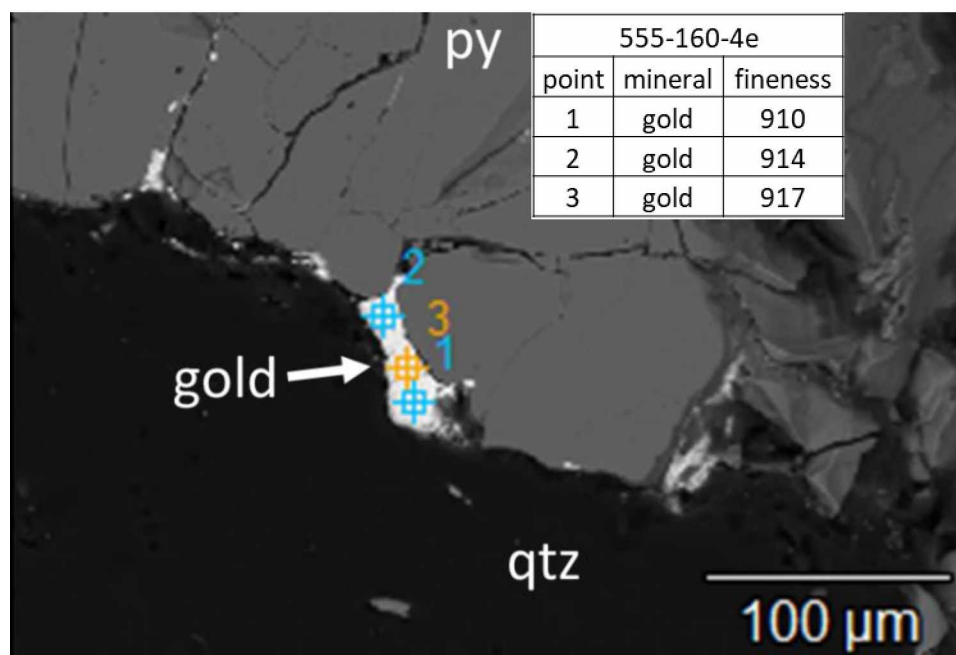 py
555-160-4e
point mineral fineness
1 gold 910
2 gold 914
3 gold 917
2
3
1
gold
qtz
100 µm